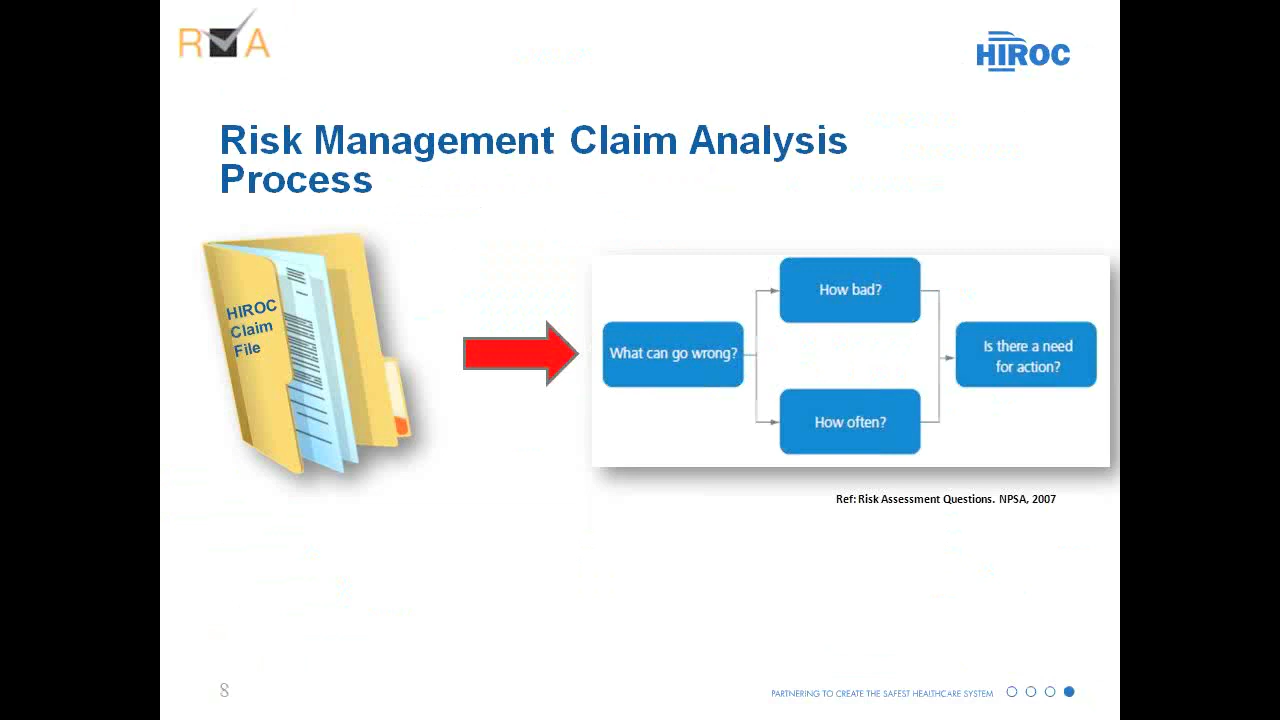 R A
HIROC
Risk Management Claim Analysis
Process
HIROC
Claim
File
What can go wrong?
How bad?
How often?
Is there a need
for action?
Ref: Risk Assessment Questions. NPSA, 2007
8
PARTNERING TO CREATE THE SAFEST HEALTHCARE SYSTEM